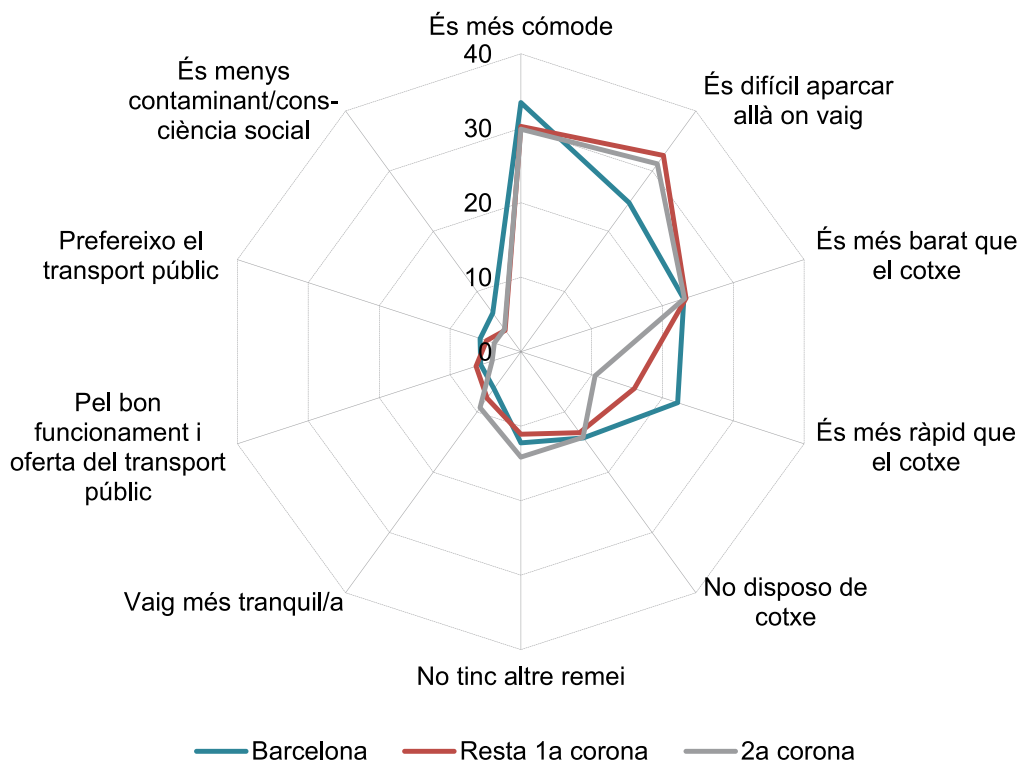 És més cómode
40
30
20
10
0
És difícil aparcar
allà on vaig
És més barat que
el cotxe
És més ràpid que
el cotxe
No disposo de
cotxe
No tinc altre remei
Vaig més tranquil/a
Pel bon
funcionament i
oferta del transport
públic
Prefereixo el
transport públic
És menys
contaminant/cons-
ciència social
Barcelona
Resta 1a corona
2a corona